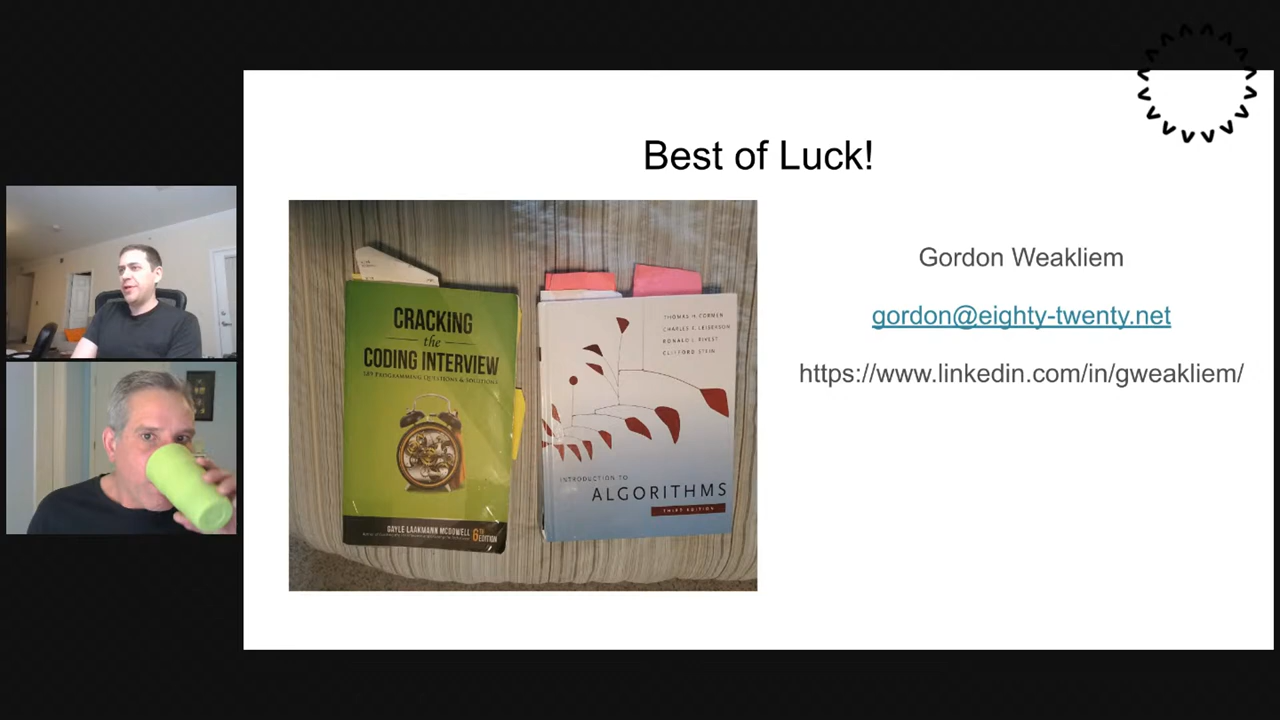 Best of Luck!
CRACKING
the
CODING INTERVIEW
189 PROGRAMMING QUESTIONS & SOLUTIONS
GAYLE LAAKMANN MCDOWELL
6TH
EDITION
THOMAS H. CORMEN
CHARLES E. LEISERSON
RONALD L. RIVEST
CLIFFORD STEIN
INTRODUCTION TO
ALGORITHMS
THIRD EDITION
Gordon Weakliem
gordon@eighty-twenty.net
https://www.linkedin.com/in/gweakliem/